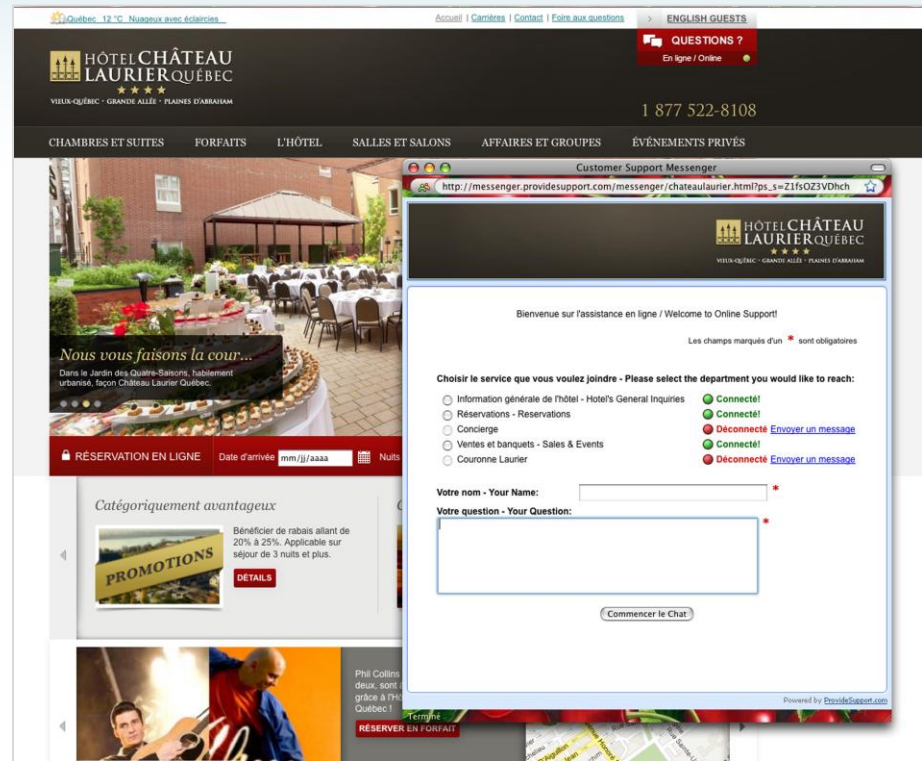 Québec 12 °C Nuageux avec éclaircies
Accueil | Carrières | Contact | Foire aux questions
> ENGLISH GUESTS
QUESTIONS ?
En ligne / Online
HÔTEL CHÂTEAU
LAURIER QUÉBEC
VIEUX-QUÉBEC · GRANDE ALLÉE · PLAINES D'ABRAHAM
1 877 522-8108
CHAMBRES ET SUITES FORFAITS L'HÔTEL SALLES ET SALONS AFFAIRES ET GROUPES ÉVÉNEMENTS PRIVÉS
Nous vous faisons la cour...
Dans le Jardin des Quatre-Saisons, habilement
urbanisé, façon Château Laurier Québec.
RÉSERVATION EN LIGNE Date d'arrivée mm/jj/aaaa Nuits
Catégoriquement avantageux
PROMOTIONS
Bénéficier de rabais allant de
20% à 25%. Applicable sur
séjour de 3 nuits et plus.
DÉTAILS
Phil Collins
deux, sont
grâce à l'Hô
Québec !
RÉSERVER EN FORFAIT
Customer Support Messenger
http://messenger.providesupport.com/messenger/chateaulaurier.html?ps_s=Z1fsOZ3VDhch
HÔTEL CHÂTEAU
LAURIER QUÉBEC
VIEUX-QUÉBEC · GRANDE ALLÉE · PLAINES D'ABRAHAM
Bienvenue sur l'assistance en ligne / Welcome to Online Support!
Les champs marqués d'un * sont obligatoires
Choisir le service que vous voulez joindre - Please select the department you would like to reach:
Information générale de l'hôtel - Hotel's General Inquiries Connecté!
Réservations - Reservations Connecté!
Concierge Déconnecté Envoyer un message
Ventes et banquets - Sales & Events Connecté!
Couronne Laurier Déconnecté Envoyer un message
Votre nom - Your Name: *
Votre question - Your Question: *
Commencer le Chat
Powered by ProvideSupport.com
Terminé